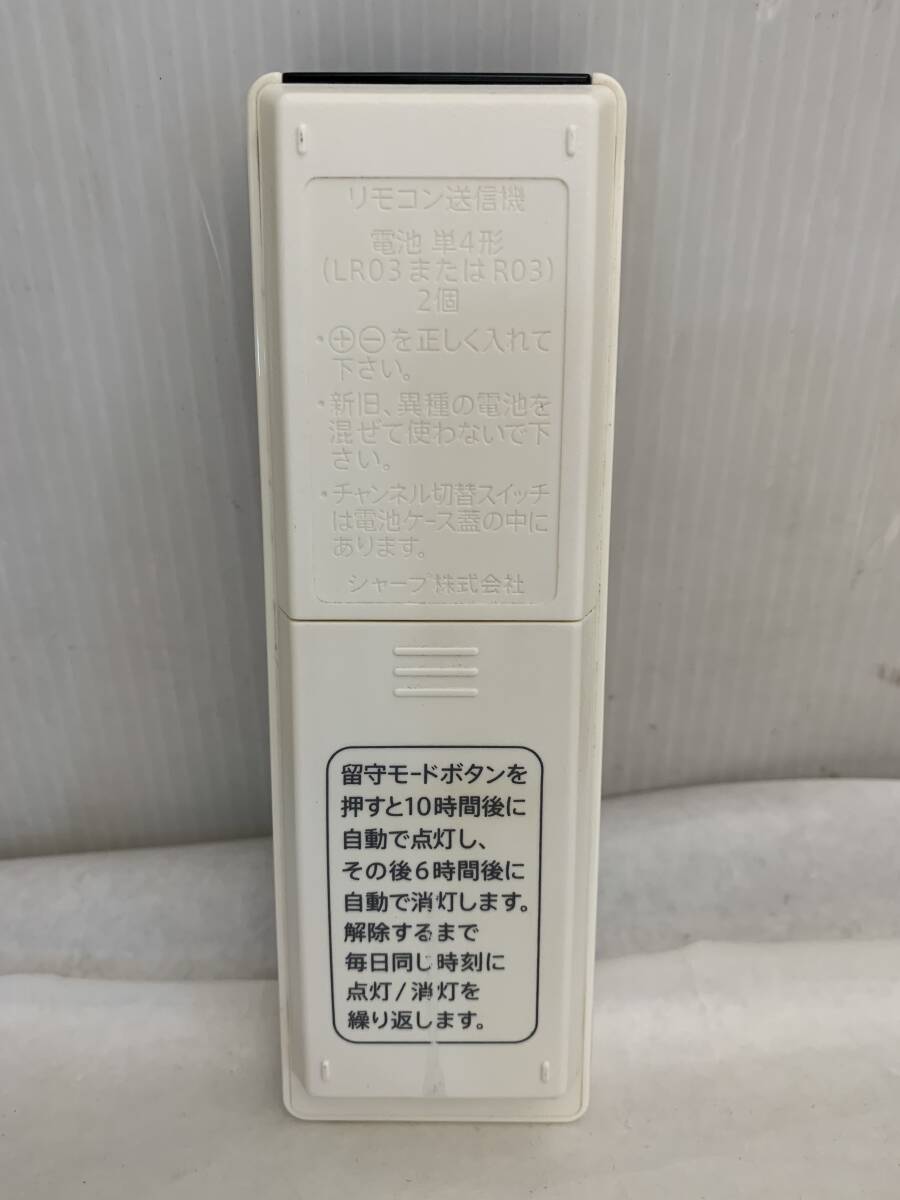 リモコン送信機
電池 単4形
(LR03またはR03)
2個
・⊕⊖を正しく入れて
下さい。
・新旧、異種の電池を
混ぜて使わないで下
さい。
・チャンネル切替スイッチ
は電池ケース蓋の中に
あります。
シャープ株式会社
留守モードボタンを
押すと10時間後に
自動で点灯し、
その後6時間後に
自動で消灯します。
解除するまで
毎日同じ時刻に
点灯/消灯を
繰り返します。